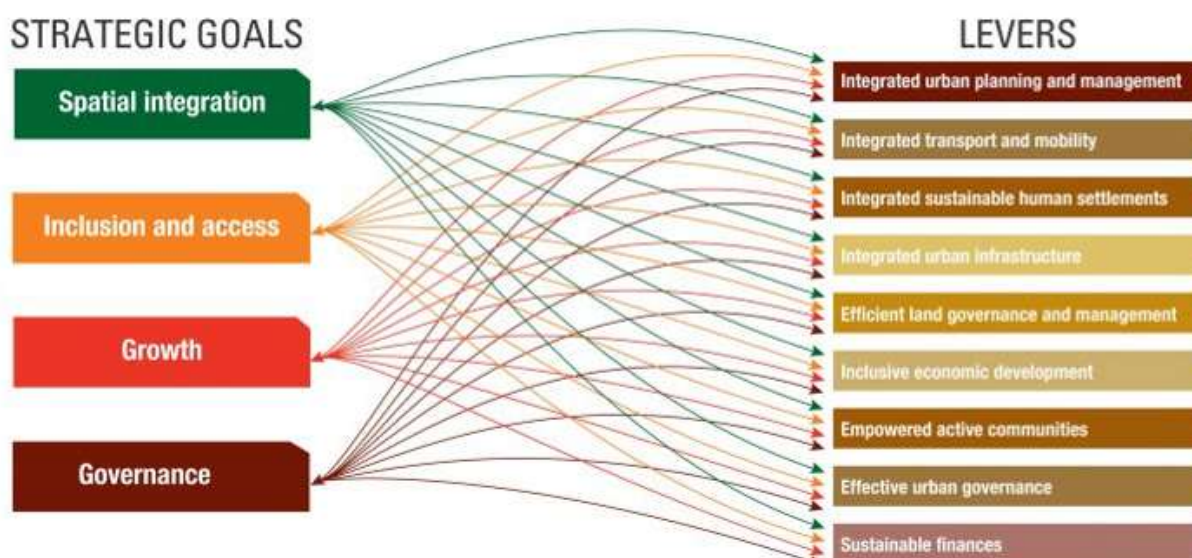 STRATEGIC GOALS
Spatial integration
Inclusion and access
Growth
Governance
LEVERS
Integrated urban planning and management
Integrated transport and mobility
Integrated sustainable human settlements
Integrated urban infrastructure
Efficient land governance and management
Inclusive economic development
Empowered active communities
Effective urban governance
Sustainable finances